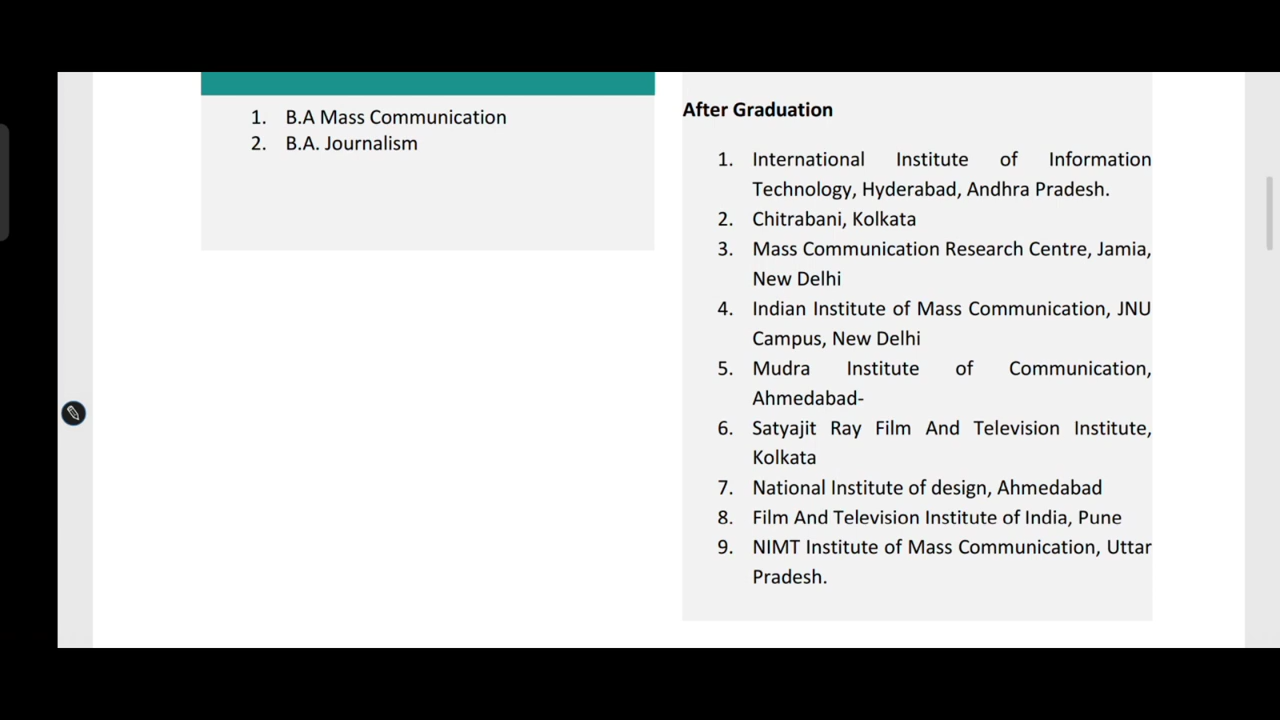 1. B.A Mass Communication
2. B.A. Journalism
After Graduation
1. International Institute of Information
Technology, Hyderabad, Andhra Pradesh.
2. Chitrabani, Kolkata
3. Mass Communication Research Centre, Jamia,
New Delhi
4. Indian Institute of Mass Communication, JNU
Campus, New Delhi
5. Mudra Institute of Communication,
Ahmedabad-
6. Satyajit Ray Film And Television Institute,
Kolkata
7. National Institute of design, Ahmedabad
8. Film And Television Institute of India, Pune
9. NIMT Institute of Mass Communication, Uttar
Pradesh.